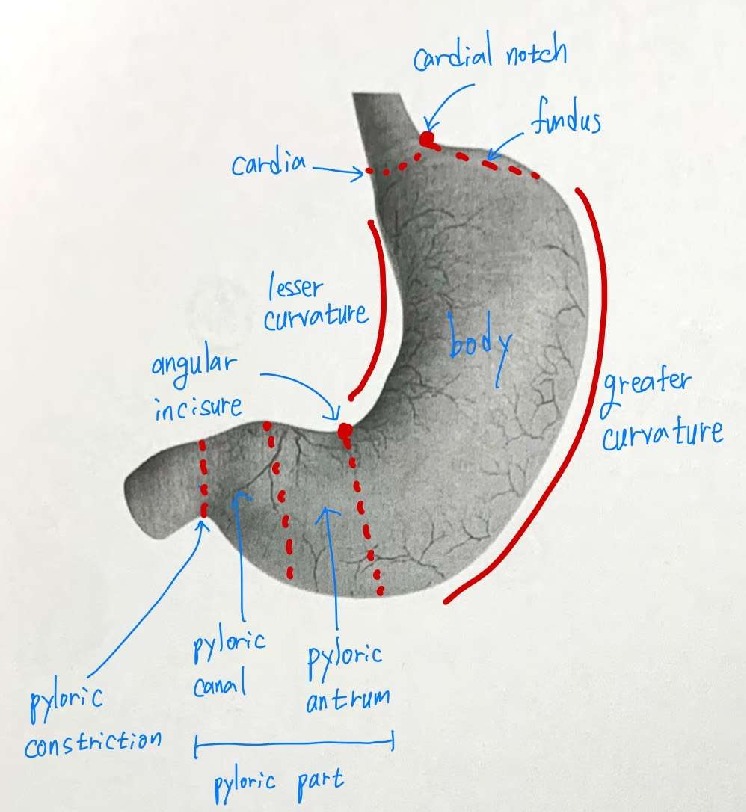 cardial notch
fundus
cardia
lesser
curvature
body
angular
incisure
greater
curvature
pyloric
canal
pyloric
antrum
pyloric
constriction
pyloric part